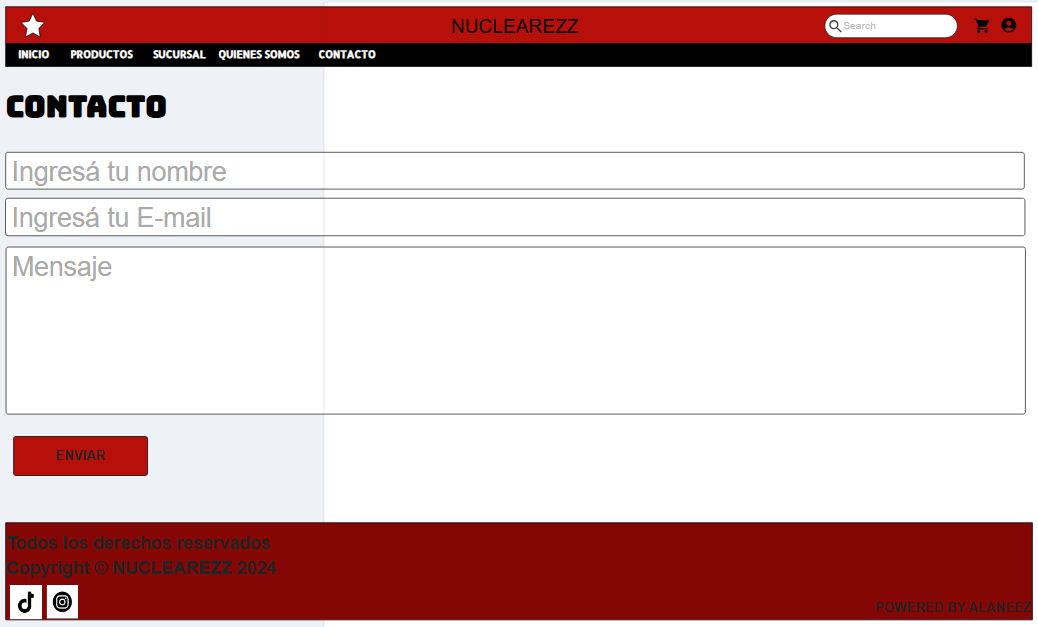 NUCLEAREZZ
Search
INICIO PRODUCTOS SUCURSAL QUIENES SOMOS CONTACTO
CONTACTO
Ingresá tu nombre
Ingresá tu E-mail
Mensaje
ENVIAR
Todos los derechos reservados
Copyright © NUCLEAREZZ 2024
POWERED BY ALANEEZ